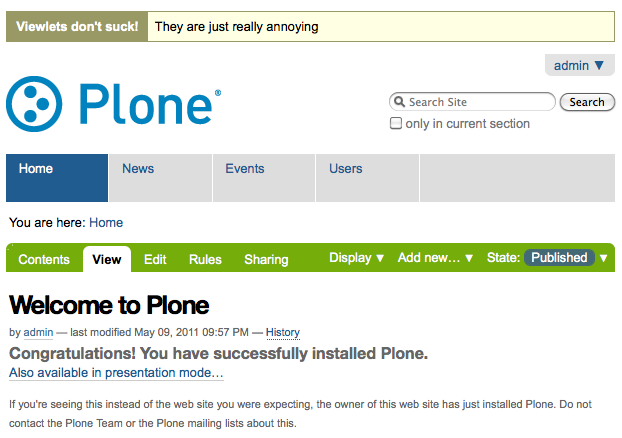 Viewlets don't suck! They are just really annoying
admin ▼
Plone®
Search Site Search
only in current section
Home News Events Users
You are here: Home
Contents View Edit Rules Sharing Display ▼ Add new… ▼ State: Published ▼
Welcome to Plone
by admin — last modified May 09, 2011 09:57 PM — History
Congratulations! You have successfully installed Plone.
Also available in presentation mode…
If you're seeing this instead of the web site you were expecting, the owner of this web site has just installed Plone. Do not
contact the Plone Team or the Plone mailing lists about this.